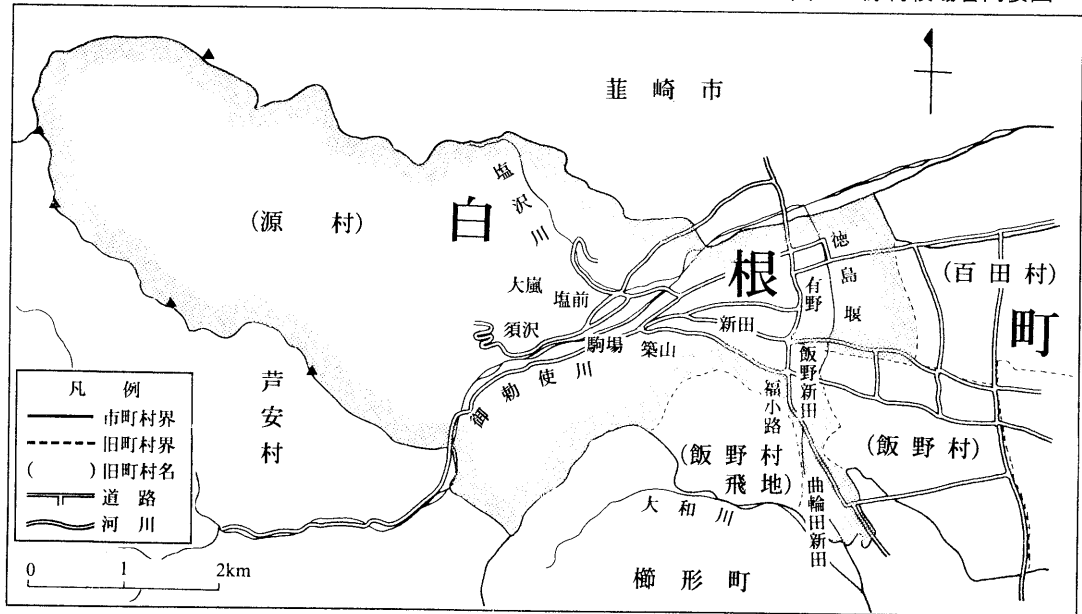 韮崎市
(源村)
白根町
塩沢川
大嵐
塩前
須沢
駒場
築山
新田
有野
徳島堰
(百田村)
飯野新田
福小路
(飯野村)
(飯野村
飛地)
曲輪田新田
御勅使川
芦安村
大和川
櫛形町
凡例
市町村界
旧町村界
( )旧町村名
道路
河川
0 1 2km